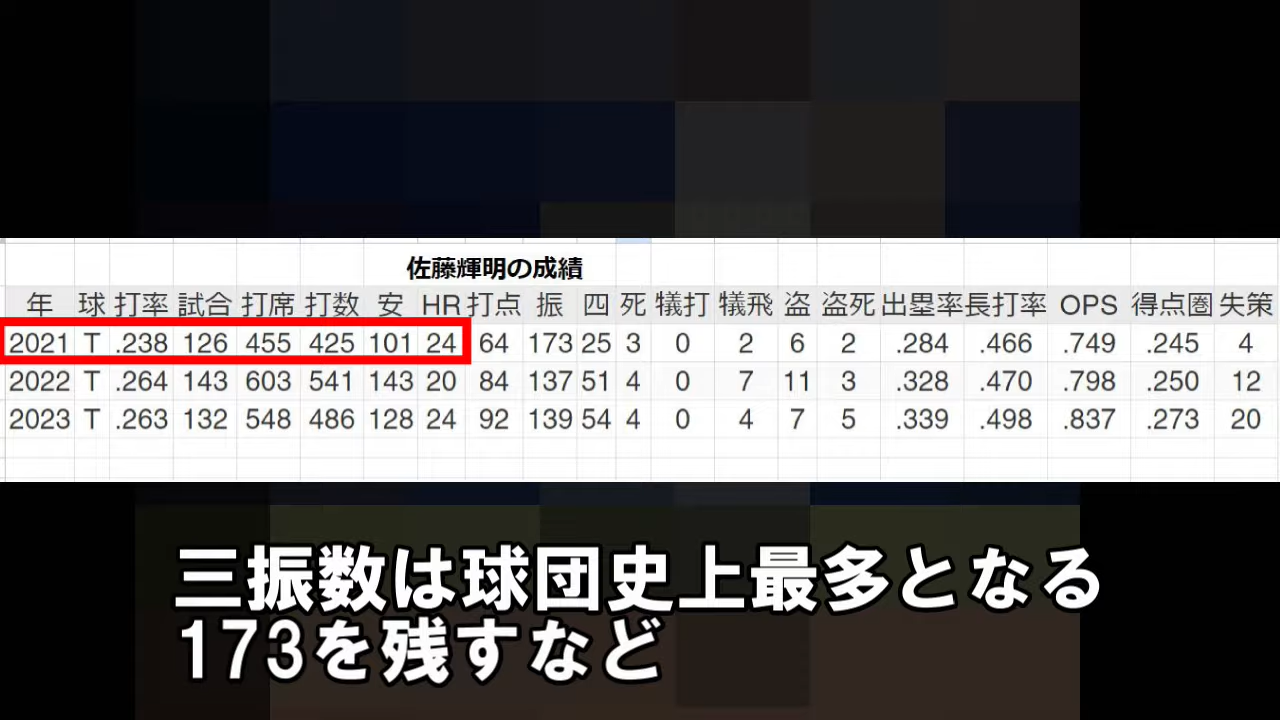 佐藤輝明の成績
年 球 打率 試合 打席 打数 安 HR 打点 振 四 死 犠打 犠飛 盗 盗死 出塁率 長打率 OPS 得点圏 失策
2021 T .238 126 455 425 101 24 64 173 25 3 0 2 6 2 .284 .466 .749 .245 4
2022 T .264 143 603 541 143 20 84 137 51 4 0 7 11 3 .328 .470 .798 .250 12
2023 T .263 132 548 486 128 24 92 139 54 4 0 4 7 5 .339 .498 .837 .273 20
三振数は球団史上最多となる
173を残すなど